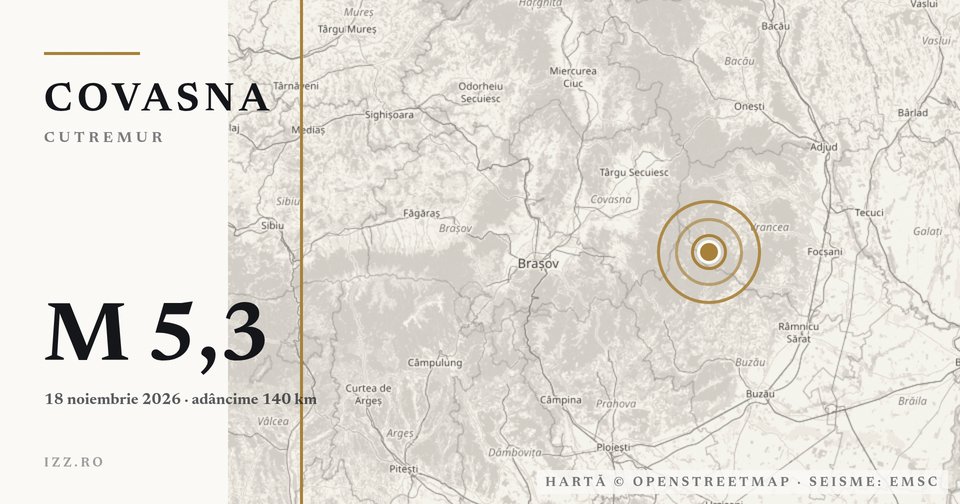 COVASNA
CUTREMUR
M 5,3
18 noiembrie 2026 · adâncime 140 km
IZZ.RO
Harghita
Mureș
Târgu Mureș
Bacău
Vaslui
Vaslui
Miercurea
Ciuc
Bacău
Târnăveni
Odorheiu
Secuiesc
Onești
Sighișoara
Bârlad
laj
Mediaș
Adjud
Târgu Secuiesc
Sibiu
Covasna
Făgăraș
Tecuci
Sibiu
Brașov
Vrancea
Galați
Focșani
Brașov
Râmnicu
Sărat
Câmpulung
Buzău
Curtea de
Argeș
Câmpina
Prahova
Buzău
Brăila
Vâlcea
Argeș
Ploiești
Dâmbovița
Pitești
HARTĂ © OPENSTREETMAP · SEISME: EMSC